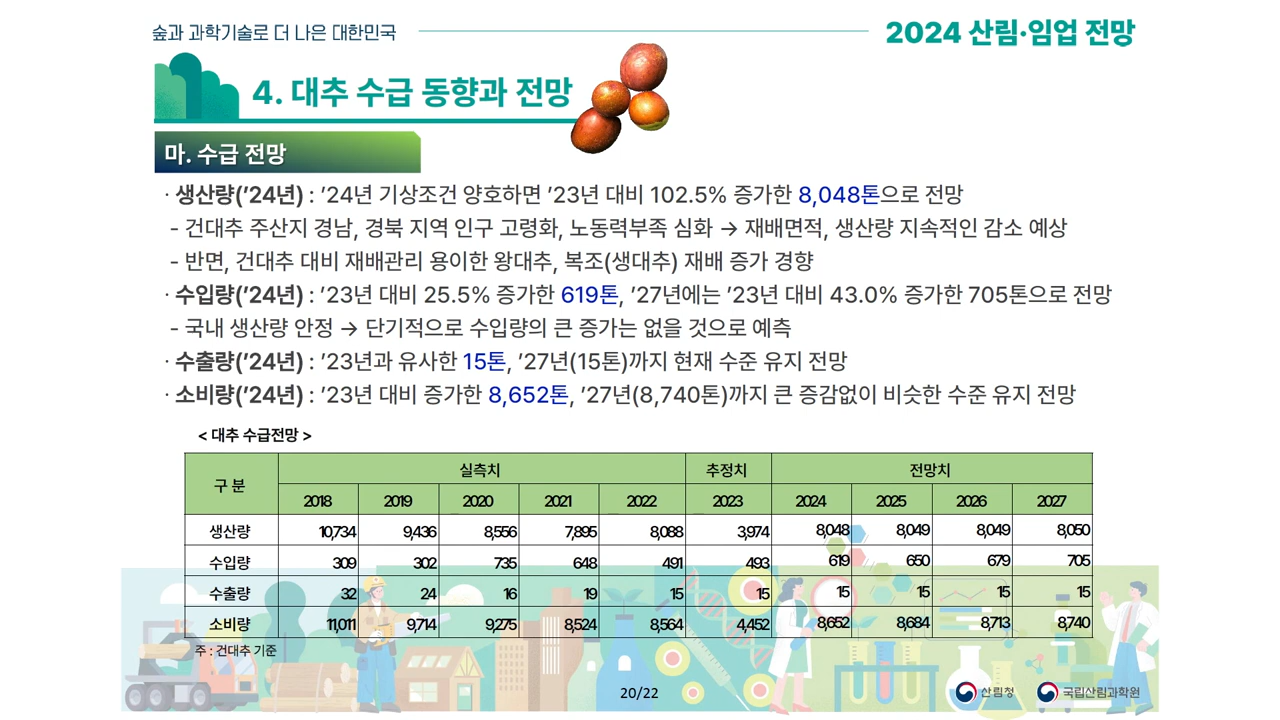 숲과 과학기술로 더 나은 대한민국
2024 산림·임업 전망
4. 대추 수급 동향과 전망
마. 수급 전망
· 생산량(’24년) : ’24년 기상조건 양호하면 ’23년 대비 102.5% 증가한 8,048톤으로 전망
- 건대추 주산지 경남, 경북 지역 인구 고령화, 노동력부족 심화 → 재배면적, 생산량 지속적인 감소 예상
- 반면, 건대추 대비 재배관리 용이한 왕대추, 복조(생대추) 재배 증가 경향
· 수입량(’24년) : ’23년 대비 25.5% 증가한 619톤, ’27년에는 ’23년 대비 43.0% 증가한 705톤으로 전망
- 국내 생산량 안정 → 단기적으로 수입량의 큰 증가는 없을 것으로 예측
· 수출량(’24년) : ’23년과 유사한 15톤, ’27년(15톤)까지 현재 수준 유지 전망
· 소비량(’24년) : ’23년 대비 증가한 8,652톤, ’27년(8,740톤)까지 큰 증감없이 비슷한 수준 유지 전망
< 대추 수급전망 >
구 분 실측치 추정치 전망치
2018 2019 2020 2021 2022 2023 2024 2025 2026 2027
생산량 10,734 9,436 8,556 7,895 8,088 3,974 8,048 8,049 8,049 8,050
수입량 309 302 735 648 491 493 619 650 679 705
수출량 32 24 16 19 15 15 15 15 15 15
소비량 11,011 9,714 9,275 8,524 8,564 4,452 8,652 8,684 8,713 8,740
주 : 건대추 기준
20/22
산림청 국립산림과학원